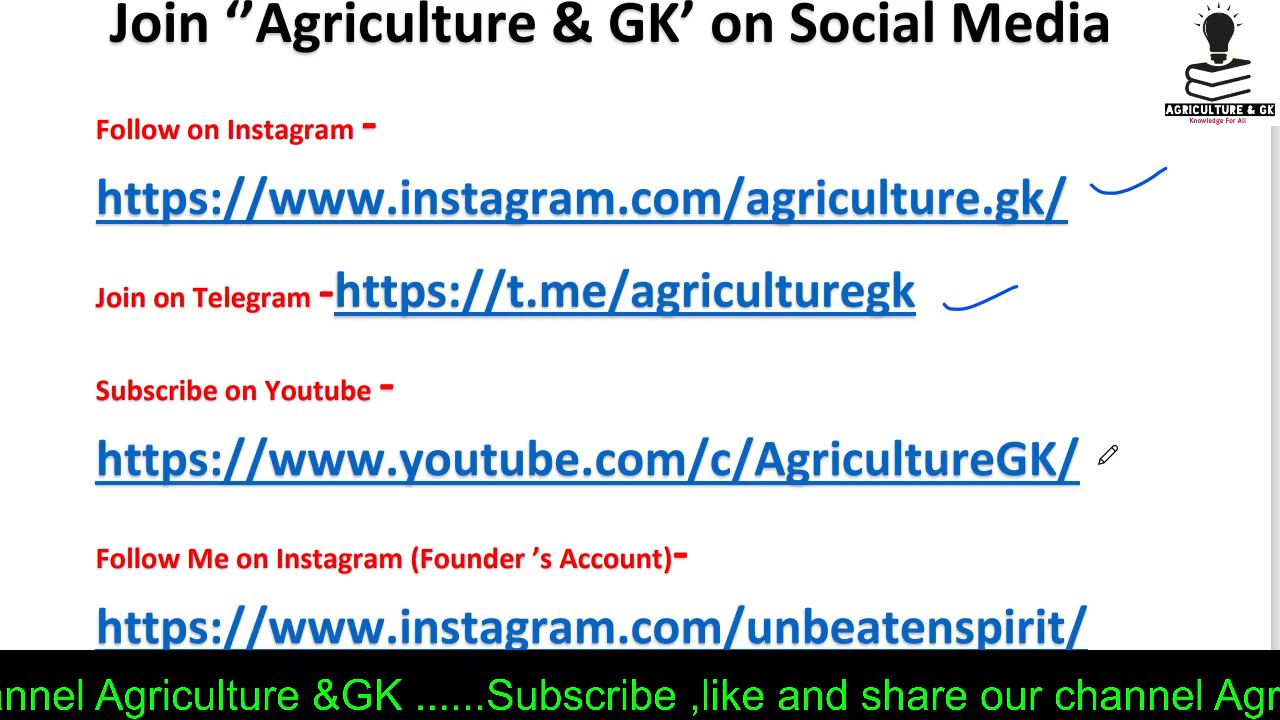 Join ‘’Agriculture & GK’ on Social Media
AGRICULTURE & GK
Knowledge For All
Follow on Instagram -
https://www.instagram.com/agriculture.gk/
Join on Telegram -https://t.me/agriculturegk
Subscribe on Youtube -
https://www.youtube.com/c/AgricultureGK/
Follow Me on Instagram (Founder ’s Account)-
https://www.instagram.com/unbeatenspirit/
annel Agriculture &GK ......Subscribe ,like and share our channel Agr